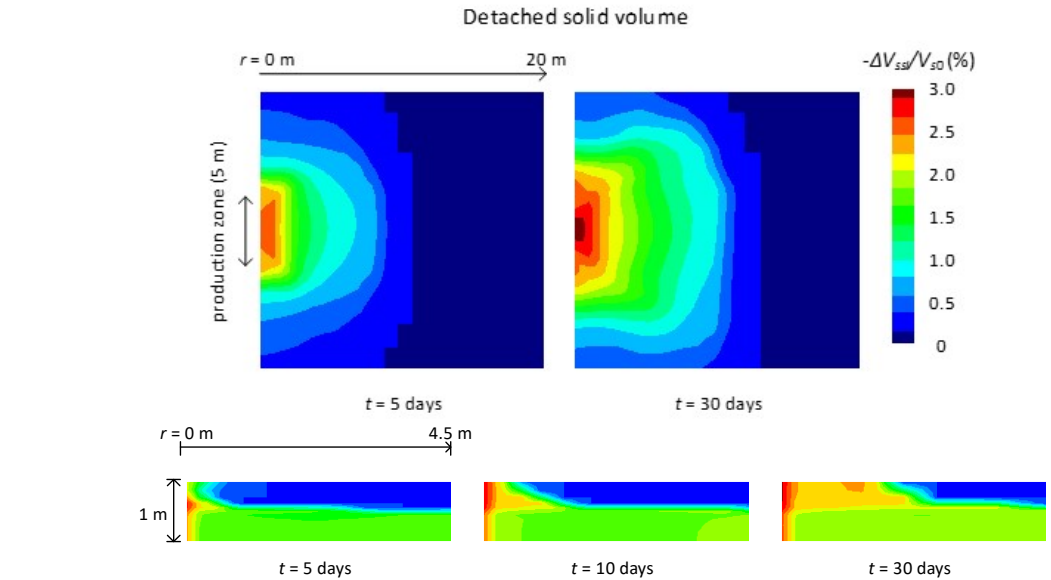 Detached solid volume
r = 0 m
20 m
-ΔVssl/Vs0 (%)
production zone (5 m)
3.0
2.5
2.0
1.5
1.0
0.5
0
t = 5 days
t = 30 days
r = 0 m
4.5 m
1 m
t = 5 days
t = 10 days
t = 30 days